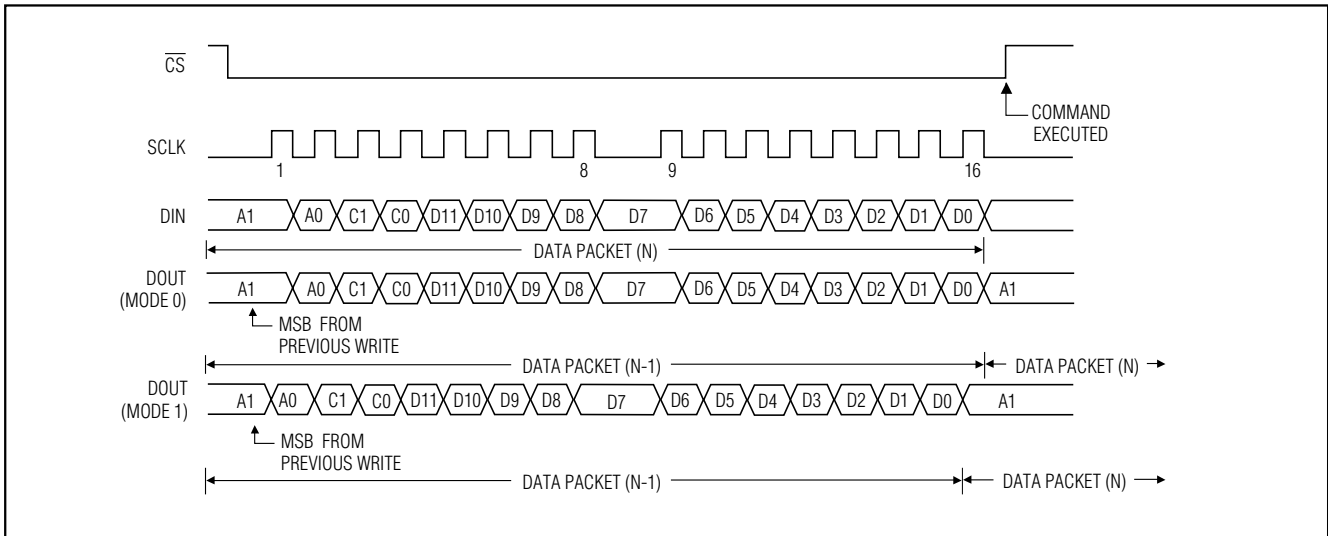 CS
COMMAND
EXECUTED
SCLK
1 8 9 16
DIN A1 A0 C1 C0 D11 D10 D9 D8 D7 D6 D5 D4 D3 D2 D1 D0
DATA PACKET (N)
DOUT
(MODE 0)
A1 A0 C1 C0 D11 D10 D9 D8 D7 D6 D5 D4 D3 D2 D1 D0 A1
MSB FROM
PREVIOUS WRITE
DATA PACKET (N-1) DATA PACKET (N)
DOUT
(MODE 1)
A1 A0 C1 C0 D11 D10 D9 D8 D7 D6 D5 D4 D3 D2 D1 D0 A1
MSB FROM
PREVIOUS WRITE
DATA PACKET (N-1) DATA PACKET (N)